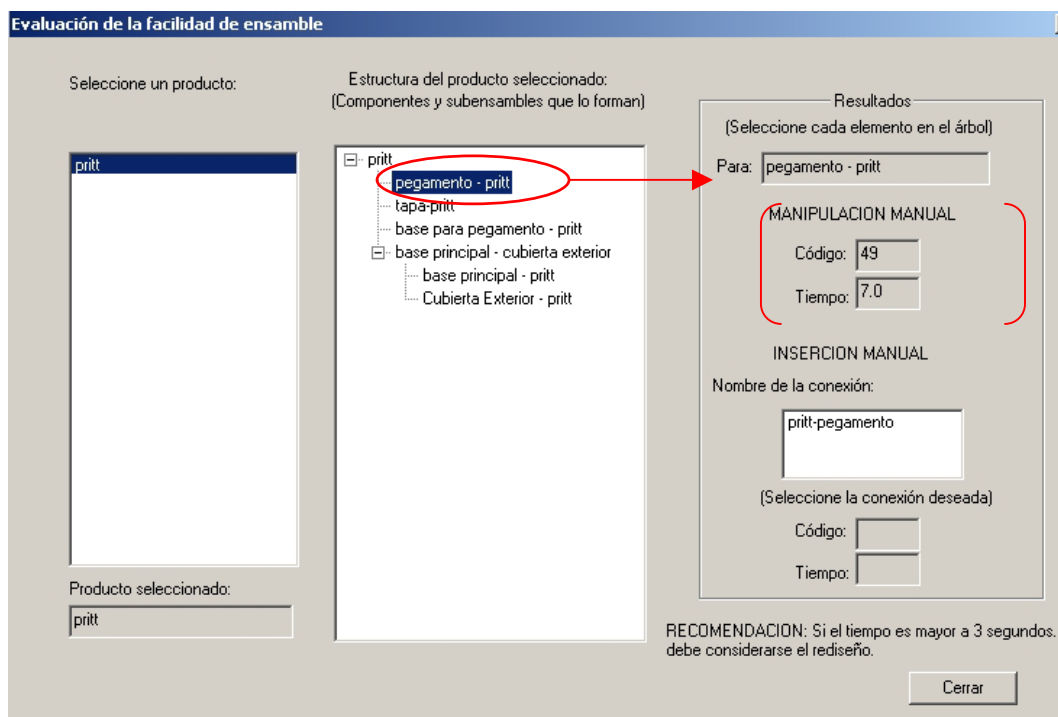 Evaluación de la facilidad de ensamble
Seleccione un producto:
pritt
Producto seleccionado:
pritt
Estructura del producto seleccionado:
(Componentes y subensambles que lo forman)
pritt
pegamento - pritt
tapa-pritt
base para pegamento - pritt
base principal - cubierta exterior
base principal - pritt
Cubierta Exterior - pritt
Resultados
(Seleccione cada elemento en el árbol)
Para: pegamento - pritt
MANIPULACION MANUAL
Código: 49
Tiempo: 7.0
INSERCION MANUAL
Nombre de la conexión:
pritt-pegamento
(Seleccione la conexión deseada)
Código:
Tiempo:
RECOMENDACION: Si el tiempo es mayor a 3 segundos.
debe considerarse el rediseño.
Cerrar